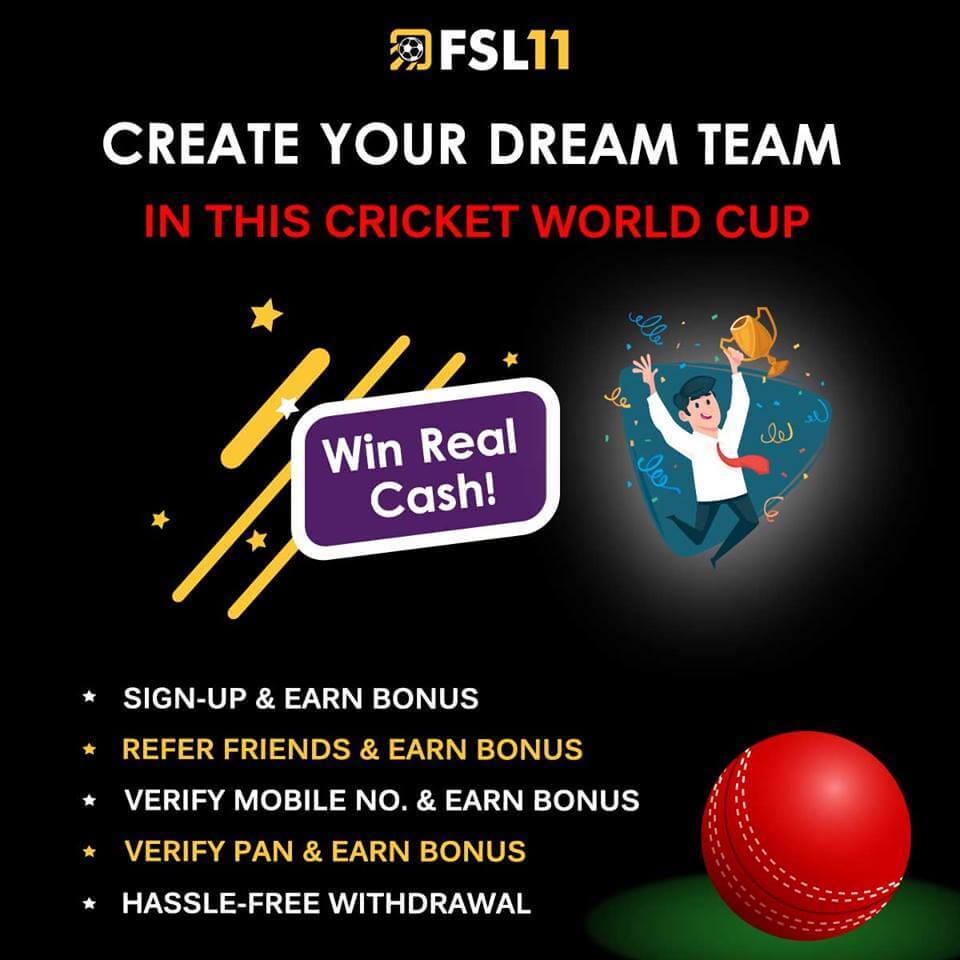 FSL11
CREATE YOUR DREAM TEAM
IN THIS CRICKET WORLD CUP
Win Real
Cash!
SIGN-UP & EARN BONUS
REFER FRIENDS & EARN BONUS
VERIFY MOBILE NO. & EARN BONUS
VERIFY PAN & EARN BONUS
HASSLE-FREE WITHDRAWAL